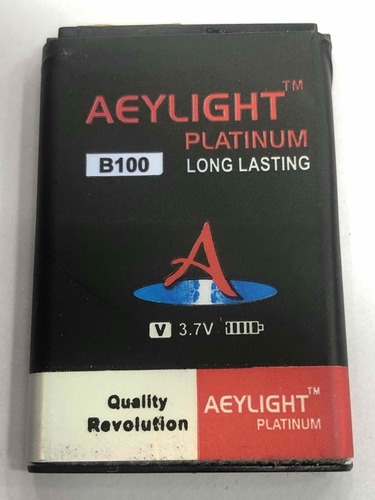 AEYLIGHT™
PLATINUM
B100 LONG LASTING
A
V 3.7V
Quality
Revolution
AEYLIGHT™
PLATINUM